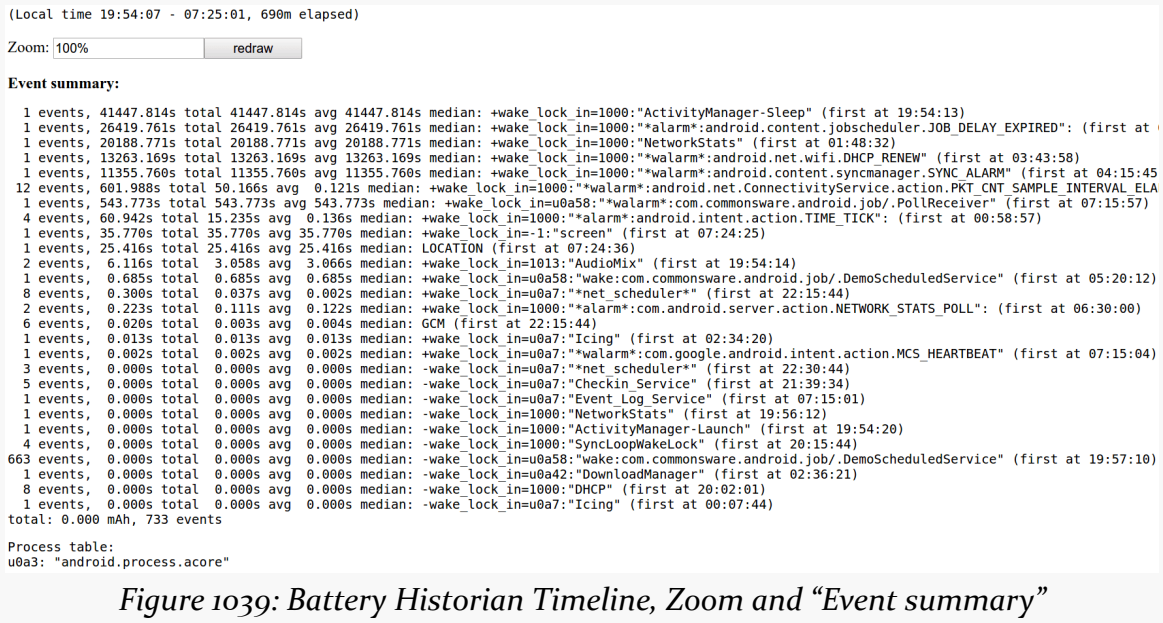 (Local time 19:54:07 - 07:25:01, 690m elapsed)
Zoom: 100% redraw
Event summary:
1 events, 41447.814s total 41447.814s avg 41447.814s median: +wake_lock_in=1000:"ActivityManager-Sleep" (first at 19:54:13)
1 events, 26419.761s total 26419.761s avg 26419.761s median: +wake_lock_in=1000:"*alarm*:android.content.jobscheduler.JOB_DELAY_EXPIRED": (first at
1 events, 20188.771s total 20188.771s avg 20188.771s median: +wake_lock_in=1000:"NetworkStats" (first at 01:48:32)
1 events, 13263.169s total 13263.169s avg 13263.169s median: +wake_lock_in=1000:"*walarm*:android.net.wifi.DHCP_RENEW" (first at 03:43:58)
1 events, 11355.760s total 11355.760s avg 11355.760s median: +wake_lock_in=1000:"*walarm*:android.content.syncmanager.SYNC_ALARM" (first at 04:15:45
12 events, 601.988s total 50.166s avg 0.121s median: +wake_lock_in=1000:"*walarm*:android.net.ConnectivityService.action.PKT_CNT_SAMPLE_INTERVAL_ELA
1 events, 543.773s total 543.773s avg 543.773s median: +wake_lock_in=u0a58:"*walarm*:com.commonsware.android.job/.PollReceiver" (first at 07:15:57)
4 events, 60.942s total 15.235s avg 0.136s median: +wake_lock_in=1000:"*alarm*:android.intent.action.TIME_TICK": (first at 00:58:57)
1 events, 35.770s total 35.770s avg 35.770s median: +wake_lock_in=-1:"screen" (first at 07:24:25)
1 events, 25.416s total 25.416s avg 25.416s median: LOCATION (first at 07:24:36)
2 events, 6.116s total 3.058s avg 3.066s median: +wake_lock_in=1013:"AudioMix" (first at 19:54:14)
1 events, 0.685s total 0.685s avg 0.685s median: +wake_lock_in=u0a58:"wake:com.commonsware.android.job/.DemoScheduledService" (first at 05:20:12)
8 events, 0.300s total 0.037s avg 0.002s median: +wake_lock_in=u0a7:"*net_scheduler*" (first at 22:15:44)
2 events, 0.223s total 0.111s avg 0.122s median: +wake_lock_in=1000:"*alarm*:com.android.server.action.NETWORK_STATS_POLL": (first at 06:30:00)
6 events, 0.020s total 0.003s avg 0.004s median: GCM (first at 22:15:44)
1 events, 0.013s total 0.013s avg 0.013s median: +wake_lock_in=u0a7:"Icing" (first at 02:34:20)
1 events, 0.002s total 0.002s avg 0.002s median: +wake_lock_in=u0a7:"*walarm*:com.google.android.intent.action.MCS_HEARTBEAT" (first at 07:15:04)
3 events, 0.000s total 0.000s avg 0.000s median: -wake_lock_in=u0a7:"*net_scheduler*" (first at 22:30:44)
5 events, 0.000s total 0.000s avg 0.000s median: -wake_lock_in=u0a7:"Checkin_Service" (first at 21:39:34)
1 events, 0.000s total 0.000s avg 0.000s median: -wake_lock_in=u0a7:"Event_Log_Service" (first at 07:15:01)
1 events, 0.000s total 0.000s avg 0.000s median: -wake_lock_in=1000:"NetworkStats" (first at 19:56:12)
1 events, 0.000s total 0.000s avg 0.000s median: -wake_lock_in=1000:"ActivityManager-Launch" (first at 19:54:20)
4 events, 0.000s total 0.000s avg 0.000s median: -wake_lock_in=1000:"SyncLoopWakeLock" (first at 20:15:44)
663 events, 0.000s total 0.000s avg 0.000s median: -wake_lock_in=u0a58:"wake:com.commonsware.android.job/.DemoScheduledService" (first at 19:57:10)
1 events, 0.000s total 0.000s avg 0.000s median: -wake_lock_in=u0a42:"DownloadManager" (first at 02:36:21)
8 events, 0.000s total 0.000s avg 0.000s median: -wake_lock_in=1000:"DHCP" (first at 20:02:01)
1 events, 0.000s total 0.000s avg 0.000s median: -wake_lock_in=u0a7:"Icing" (first at 00:07:44)
total: 0.000 mAh, 733 events
Process table:
u0a3: "android.process.acore"
Figure 1039: Battery Historian Timeline, Zoom and “Event summary”